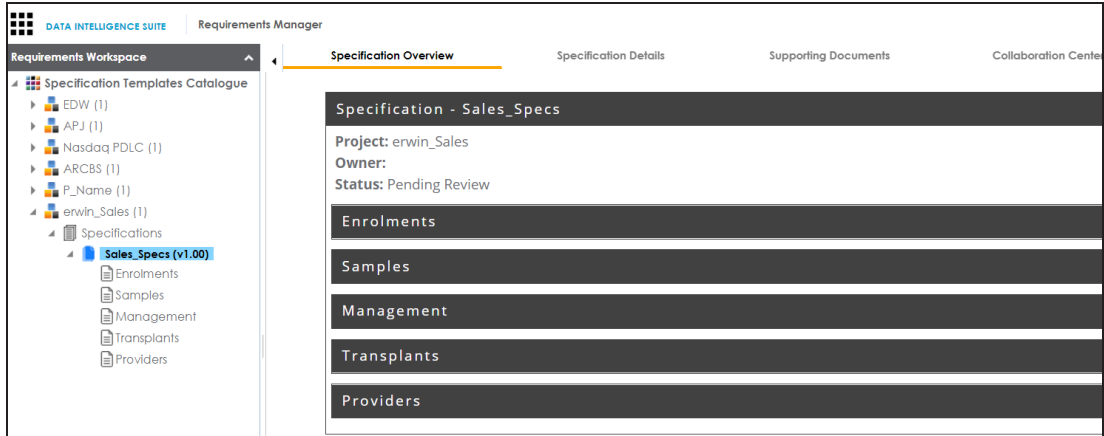 DATA INTELLIGENCE SUITE Requirements Manager
Requirements Workspace
Specification Templates Catalogue
EDW (1)
APJ (1)
Nasdaq PDLC (1)
ARCBS (1)
P_Name (1)
erwin_Sales (1)
Specifications
Sales_Specs (v1.00)
Enrolments
Samples
Management
Transplants
Providers
Specification Overview Specification Details Supporting Documents Collaboration Center
Specification - Sales_Specs
Project: erwin_Sales
Owner:
Status: Pending Review
Enrolments
Samples
Management
Transplants
Providers